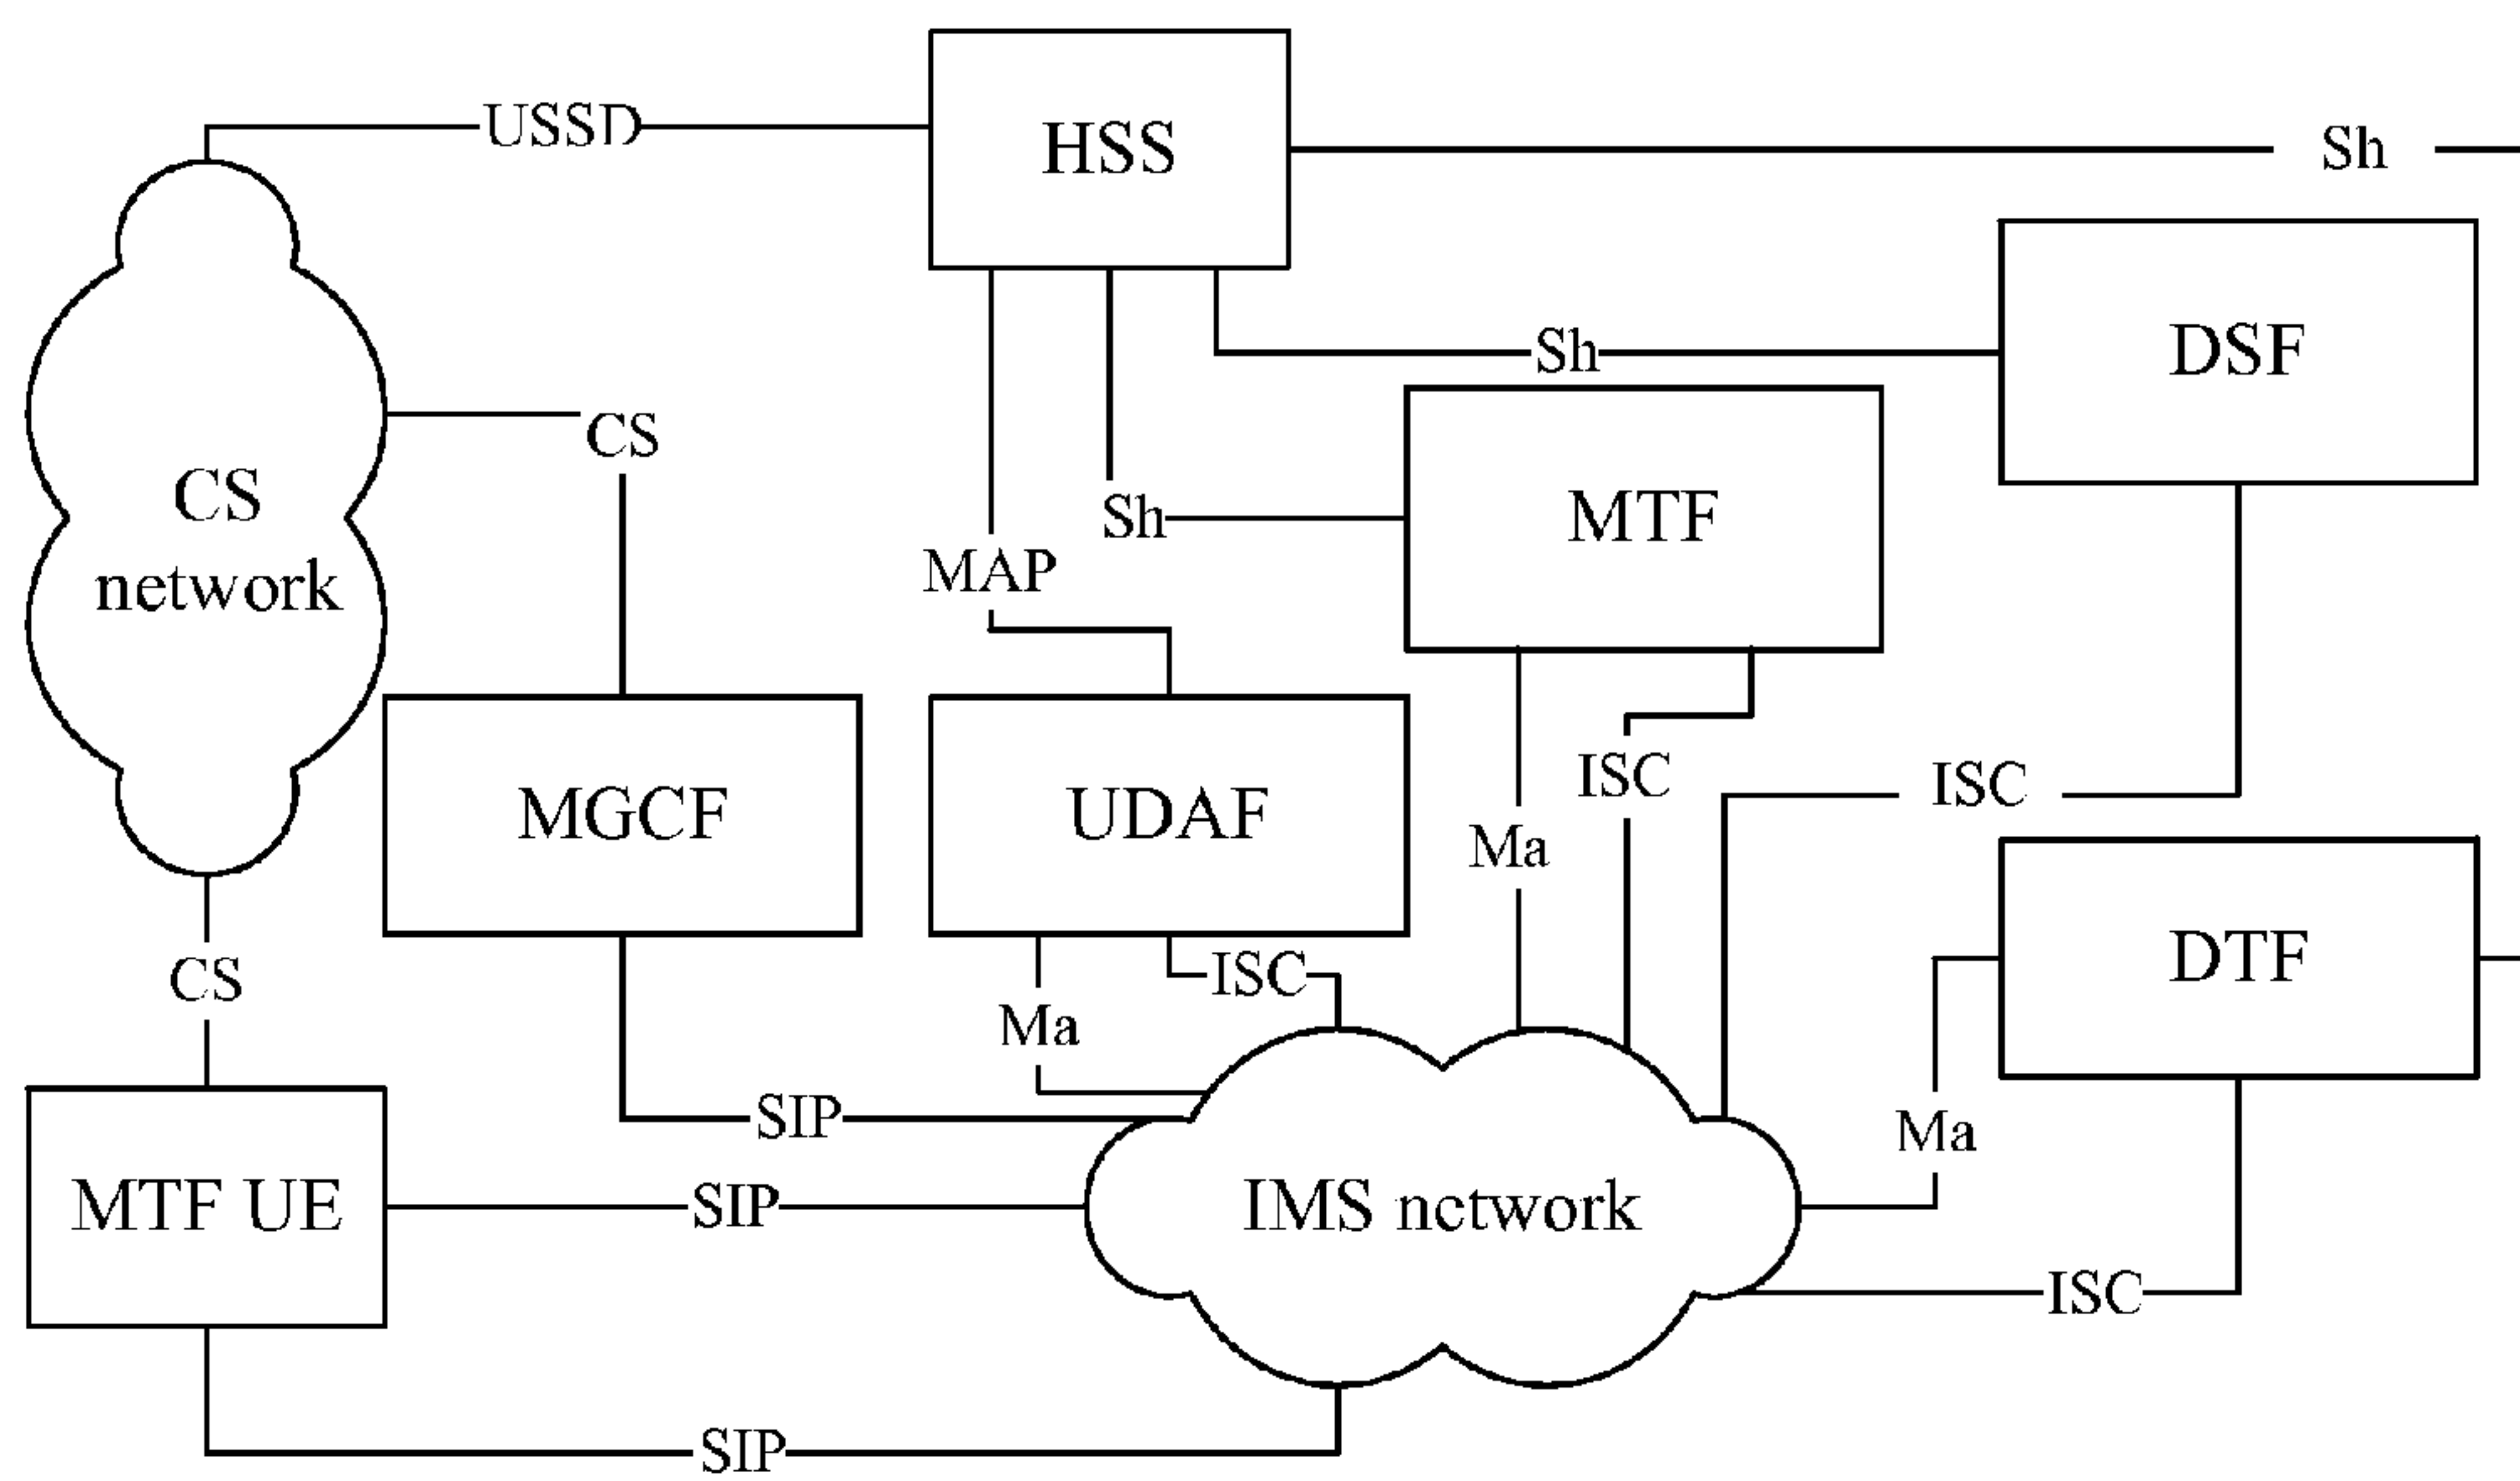 USSD
HSS
Sh
DSF
Sh
CS
CS
network
MTF
Sh
MAP
ISC
ISC
MGCF
UDAF
Ma
DTF
CS
ISC
Ma
SIP
Ma
MTF UE
SIP
IMS nctwork
ISC
SIP